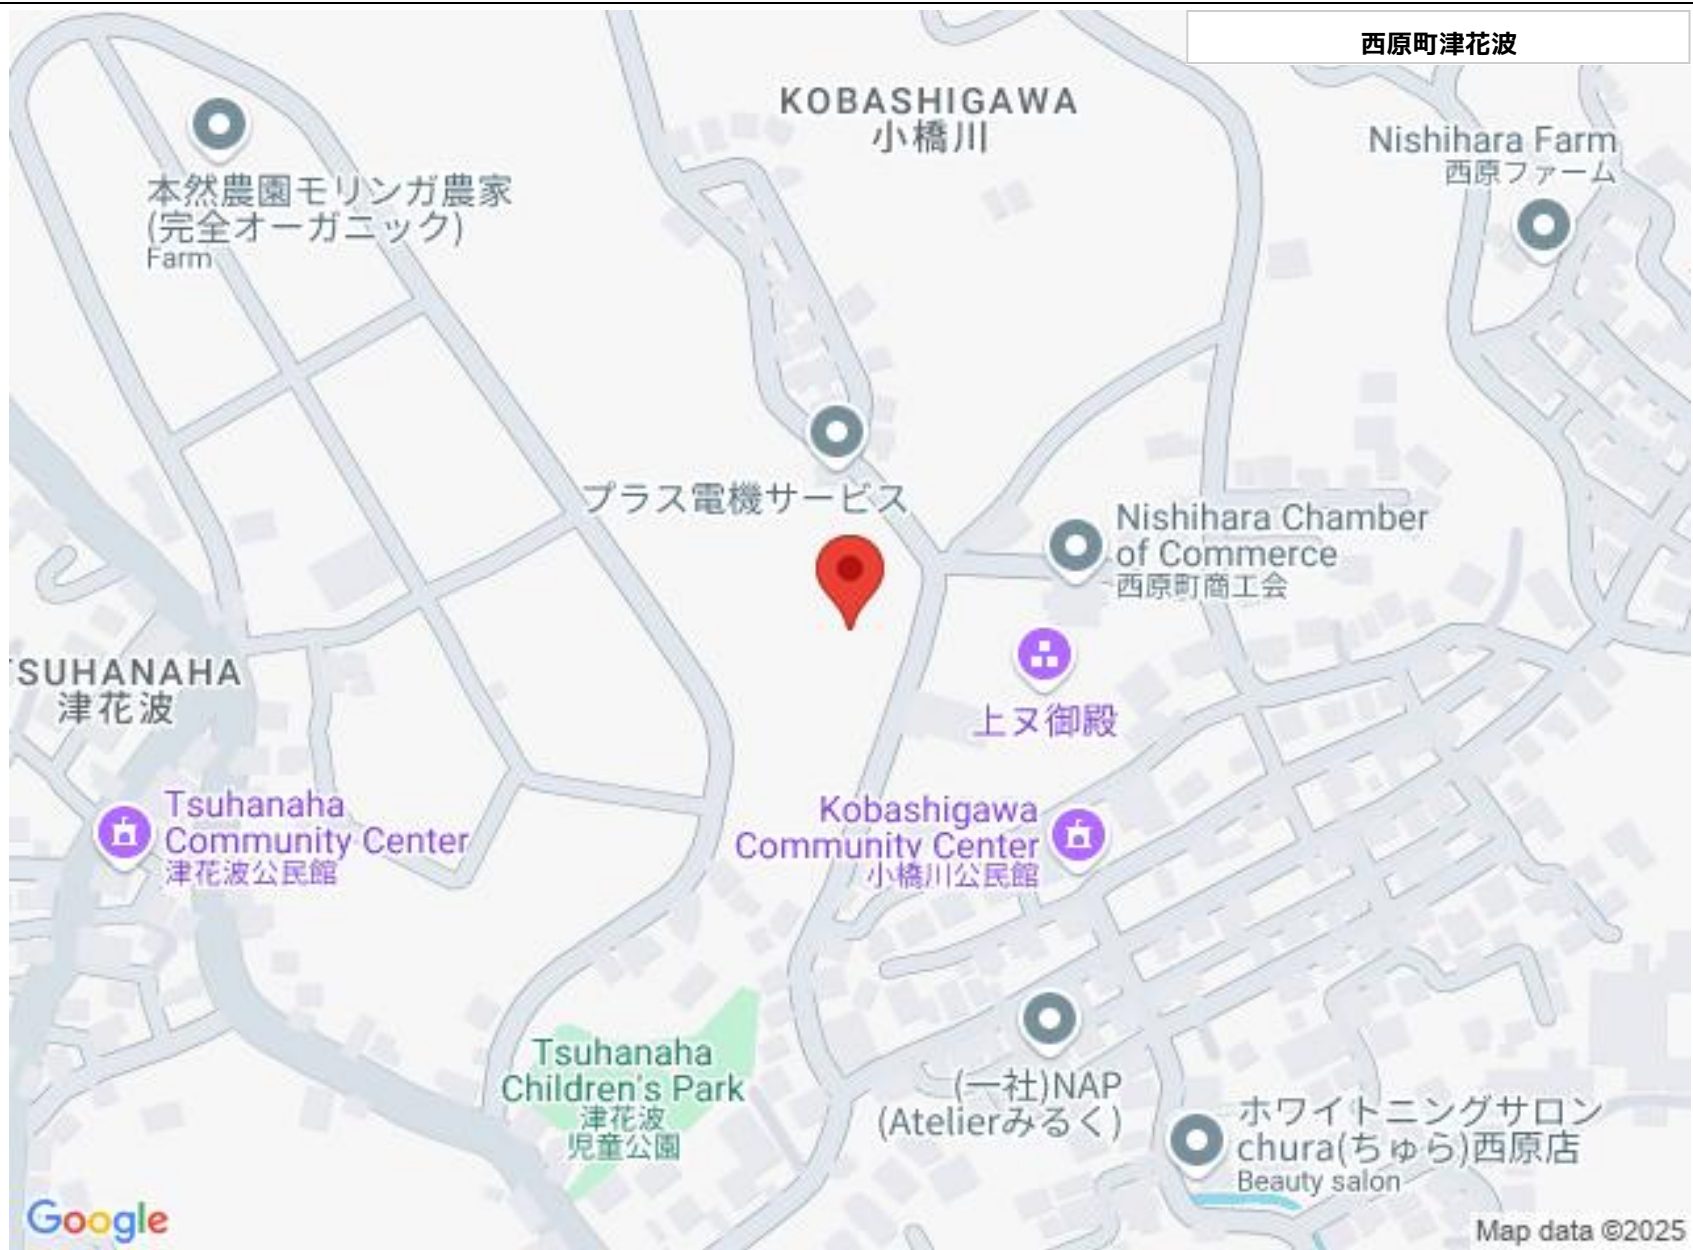 西原町津花波
KOBASHIGAWA
小橋川
Nishihara Farm
西原ファーム
本然農園モリンガ農家
(完全オーガニック)
Farm
プラス電機サービス
Nishihara Chamber
of Commerce
西原町商工会
TSUHANAHA
津花波
上ヌ御殿
Tsuhanaha
Community Center
津花波公民館
Kobashigawa
Community Center
小橋川公民館
Tsuhanaha
Children's Park
津花波
児童公園
(一社)NAP
(Atelierみるく)
ホワイトニングサロン
chura(ちゅら)西原店
Beauty salon
Google
Map data ©2025